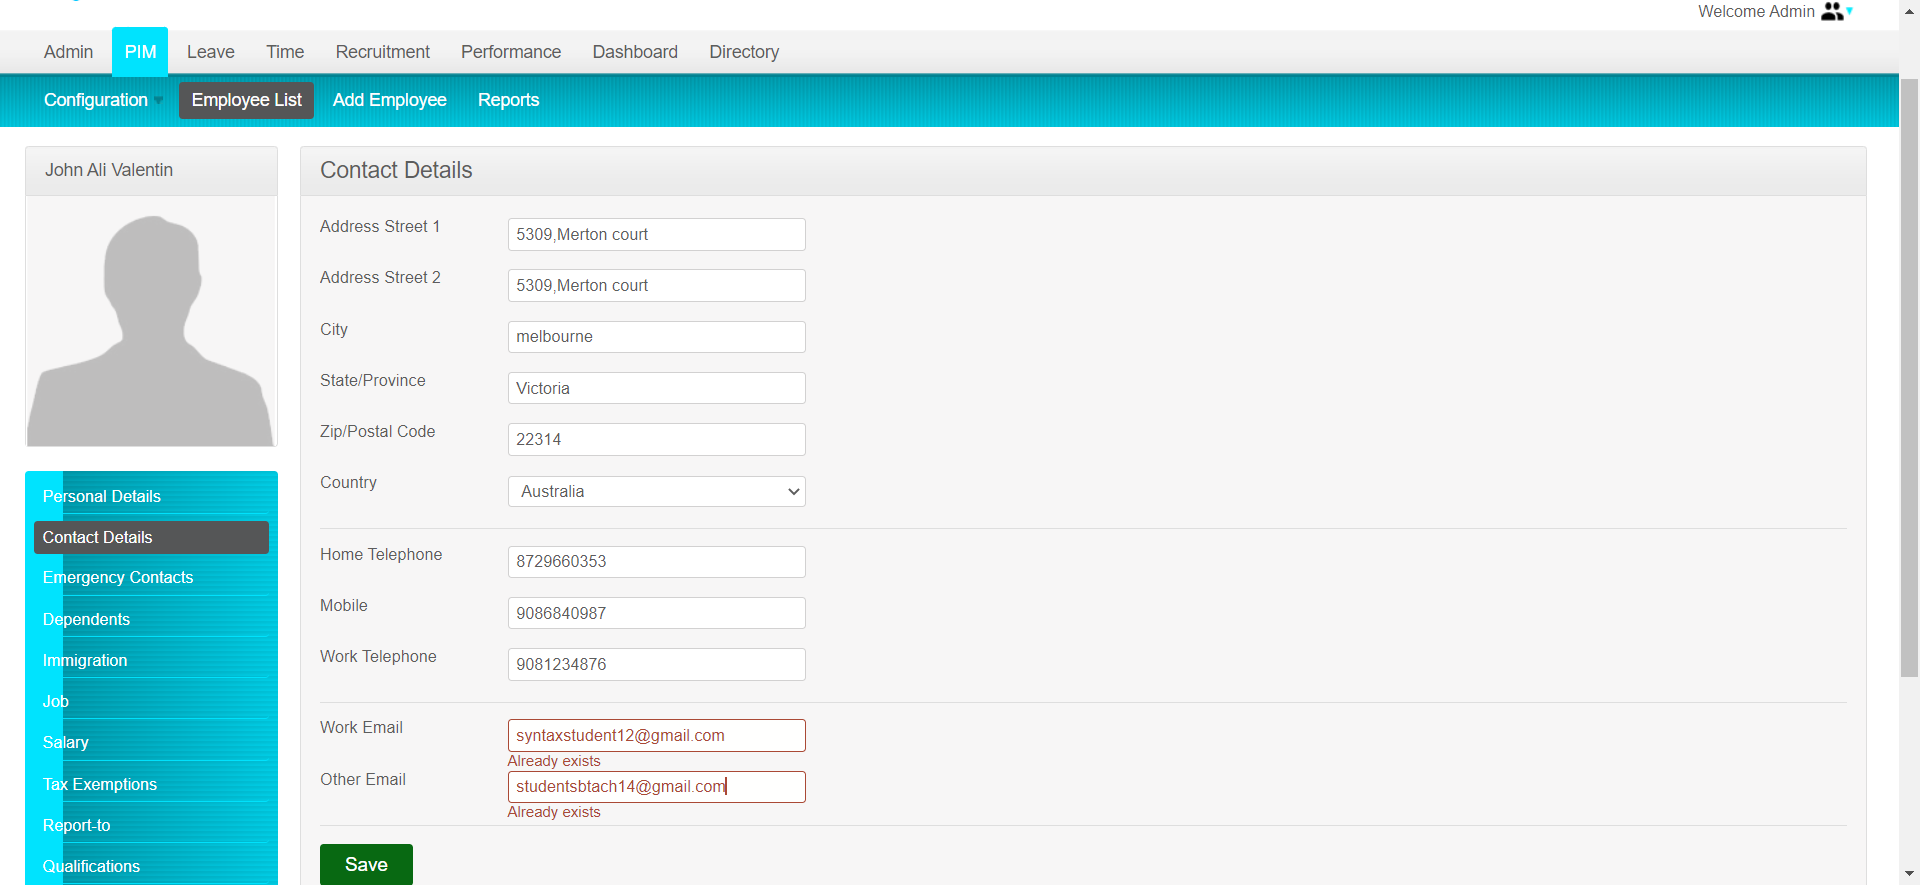 Welcome Admin
Admin PIM Leave Time Recruitment Performance Dashboard Directory
Configuration Employee List Add Employee Reports
John Ali Valentin
Personal Details
Contact Details
Emergency Contacts
Dependents
Immigration
Job
Salary
Tax Exemptions
Report-to
Qualifications
Contact Details
Address Street 1 5309,Merton court
Address Street 2 5309,Merton court
City melbourne
State/Province Victoria
Zip/Postal Code 22314
Country Australia
Home Telephone 8729660353
Mobile 9086840987
Work Telephone 9081234876
Work Email syntaxstudent12@gmail.com
Already exists
Other Email studentsbtach14@gmail.com
Already exists
Save